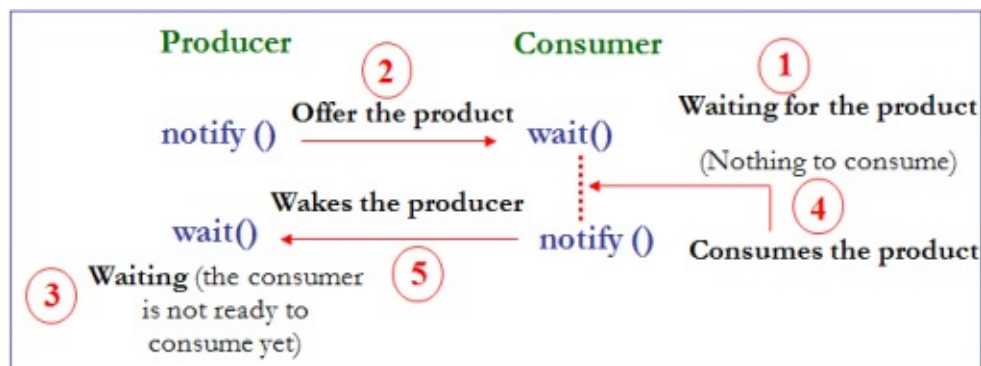 Producer
Consumer
2
1
Offer the product
Waiting for the product
notify ()
wait()
(Nothing to consume)
Wakes the producer
4
wait()
notify ()
Consumes the product
5
3
Waiting (the consumer
is not ready to
consume yet)